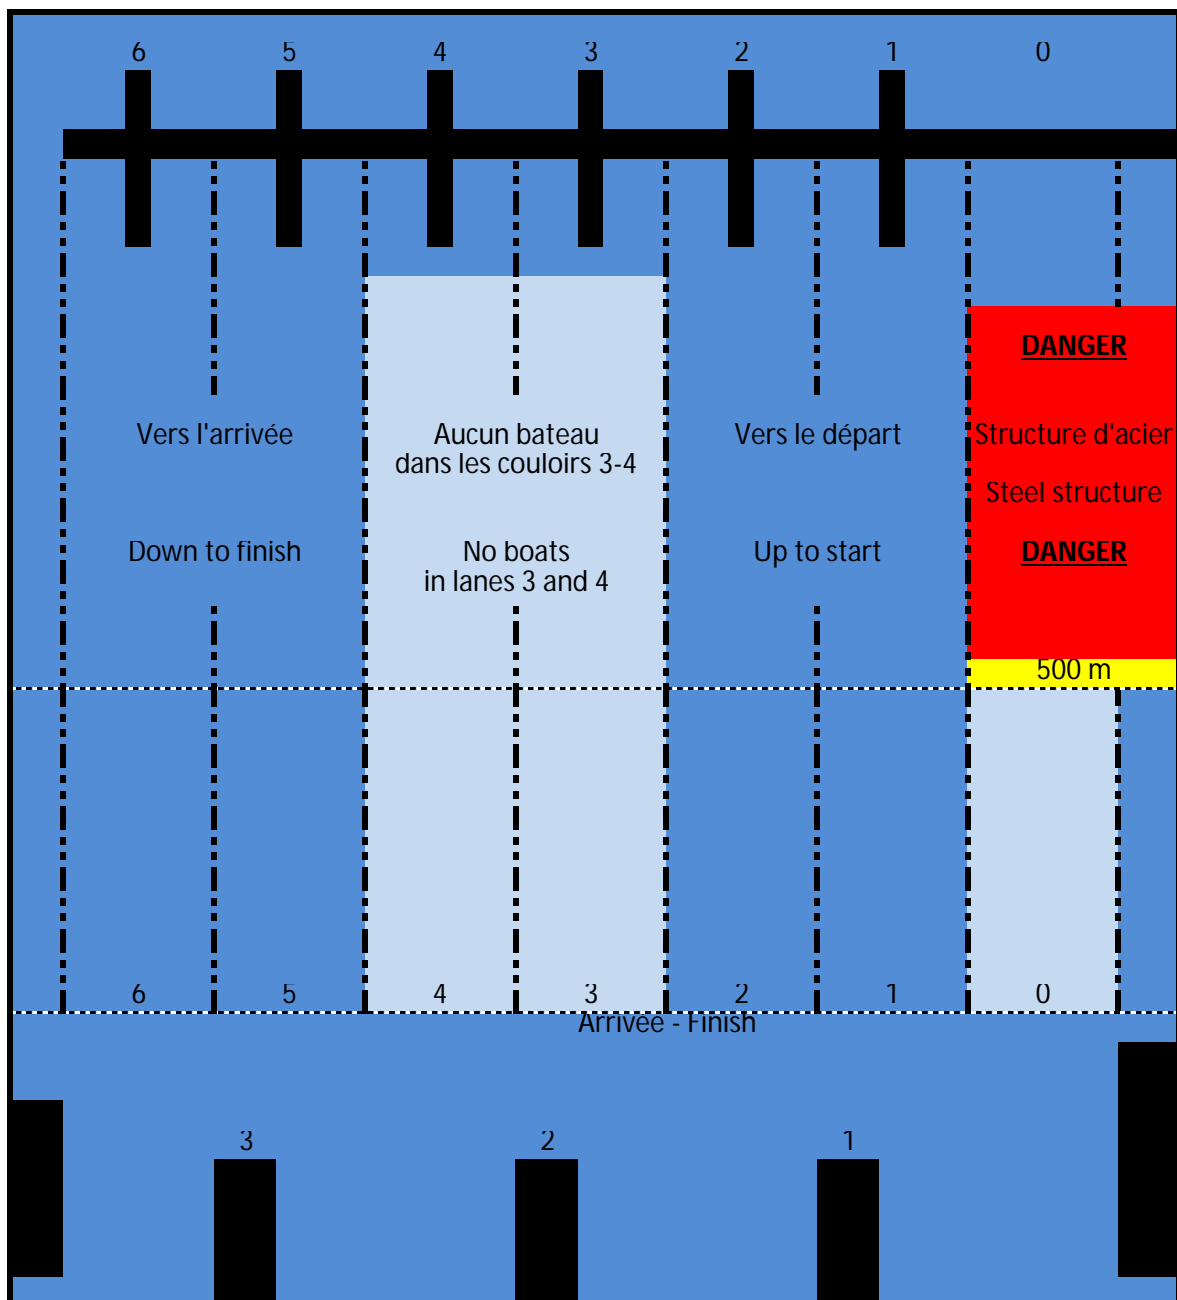 6 5 4 3 2 1 0
DANGER
Vers l'arrivée
Aucun bateau
dans les couloirs 3-4
Vers le départ
Structure d'acier
Steel structure
Down to finish
No boats
in lanes 3 and 4
Up to start
DANGER
500 m
6 5 4 3 2 1 0
Arrivée - Finish
3 2 1